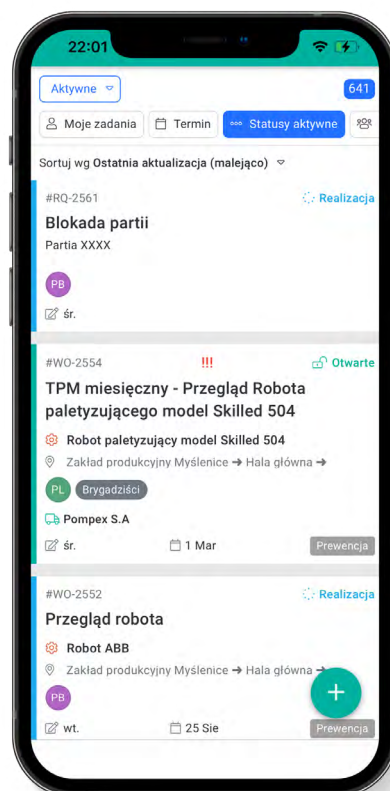 22:01
Aktywne
641
Moje zadania
Termin
Statusy aktywne
Sortuj wg Ostatnia aktualizacja (malejąco)
#RQ-2561
Realizacja
Blokada partii
Partia XXXX
PB
śr.
#WO-2554
!!!
Otwarte
TPM miesięczny - Przegląd Robota
paletyzującego model Skilled 504
Robot paletyzujący model Skilled 504
Zakład produkcyjny Myślenice ➔ Hala główna ➔
PL
Brygadziści
Pompex S.A
śr.
1 Mar
Prewencja
#WO-2552
Realizacja
Przegląd robota
Robot ABB
Zakład produkcyjny Myślenice ➔ Hala główna ➔
PB
+
wt.
25 Sie
Prewencja